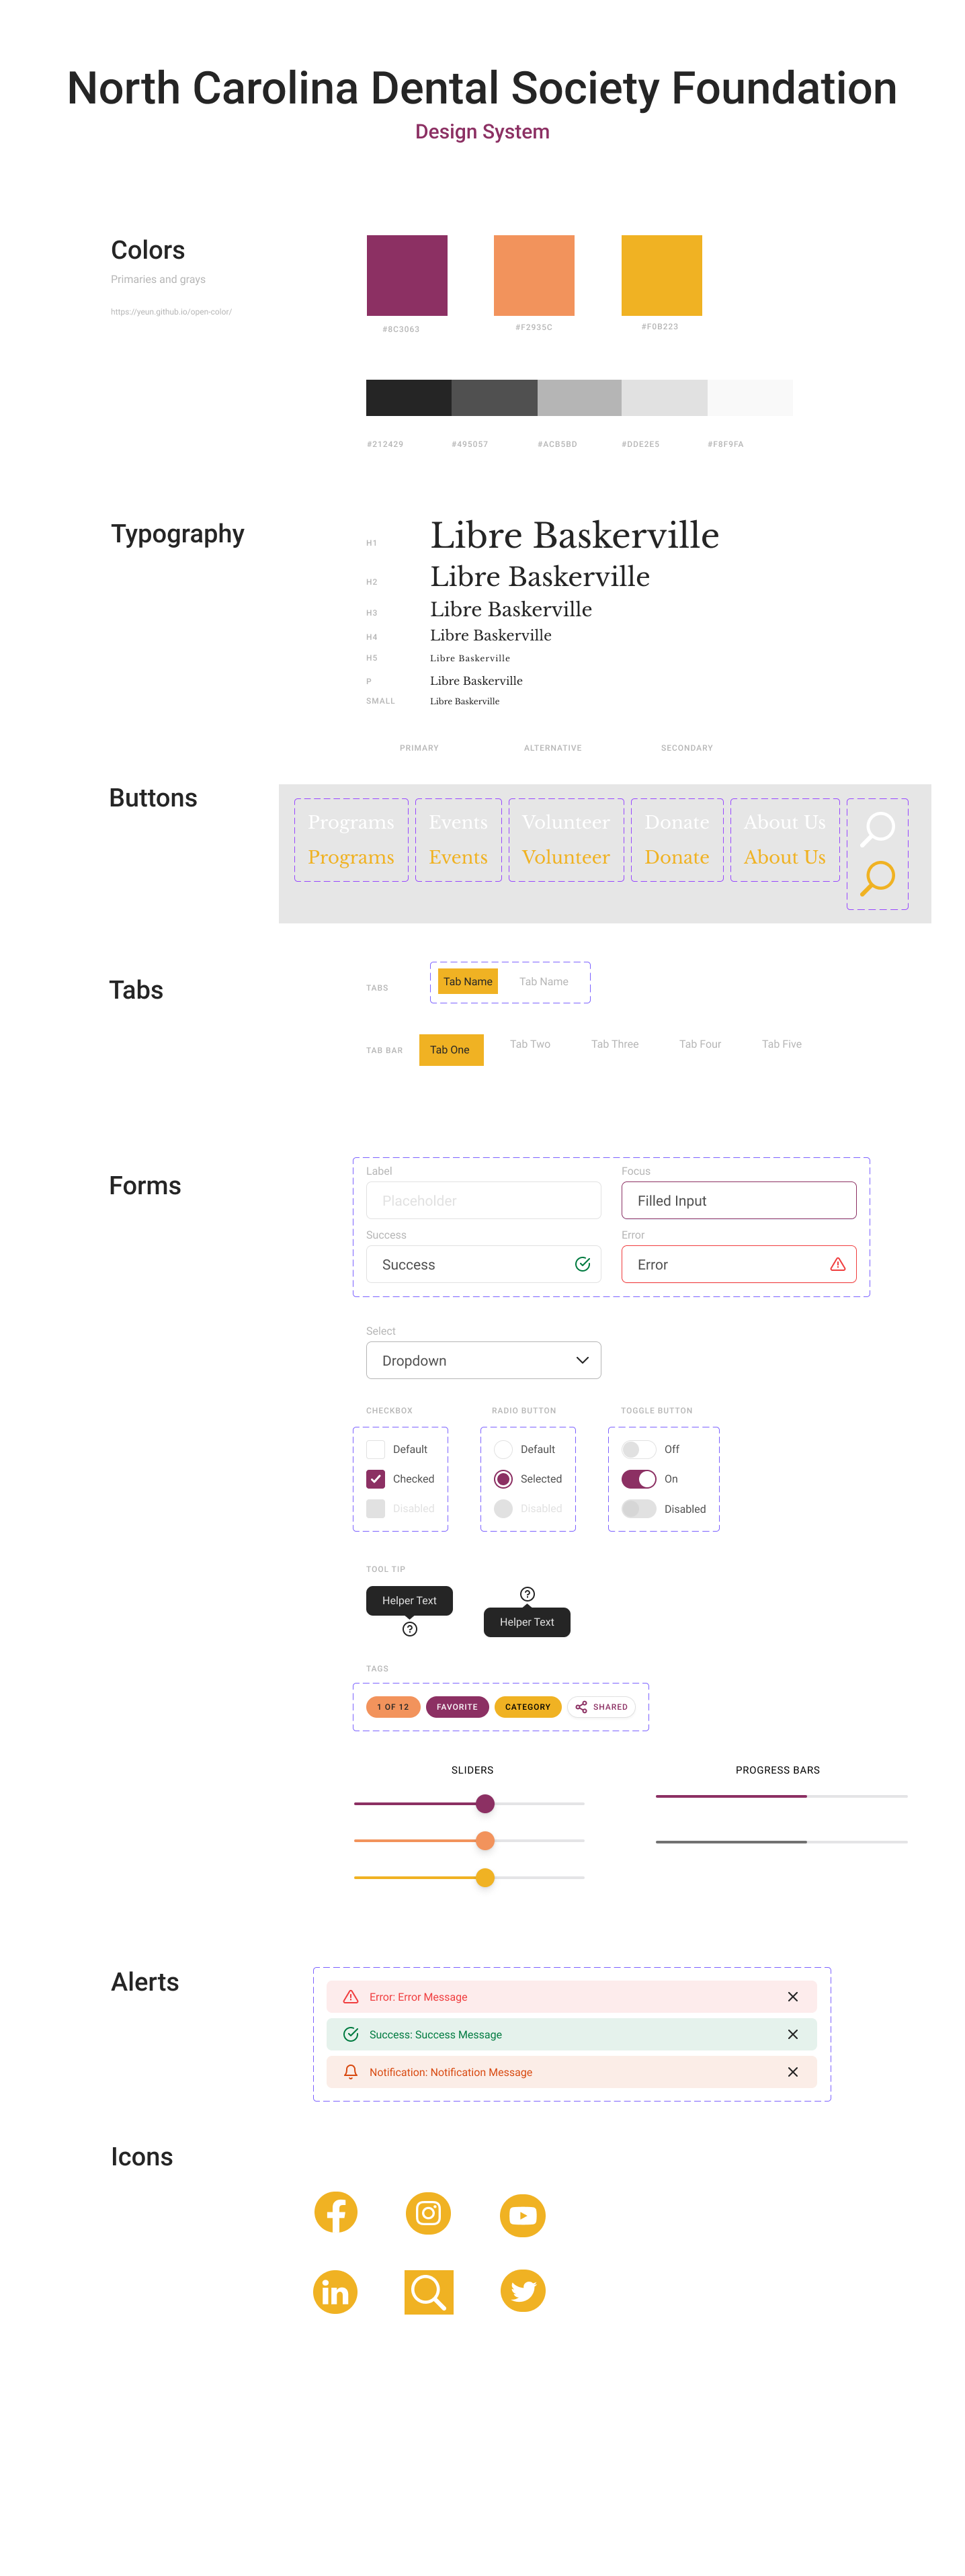 North Carolina Dental Society Foundation
Design System
Colors
Primaries and grays
https://yeun.github.io/open-color/
#8C3063
#F2935C
#F0B223
#212429
#495057
#ACB5BD
#DDE2E5
#F8F9FA
Typography
H1 Libre Baskerville
H2 Libre Baskerville
H3 Libre Baskerville
H4 Libre Baskerville
H5 Libre Baskerville
P Libre Baskerville
SMALL Libre Baskerville
PRIMARY ALTERNATIVE SECONDARY
Buttons
Programs Events Volunteer Donate About Us
Programs Events Volunteer Donate About Us
Tabs
TABS Tab Name Tab Name
TAB BAR Tab One Tab Two Tab Three Tab Four Tab Five
Forms
Label Focus
Placeholder Filled Input
Success Error
Success Error
Select
Dropdown
CHECKBOX RADIO BUTTON TOGGLE BUTTON
Default Default Off
Checked Selected On
Disabled Disabled Disabled
TOOL TIP
Helper Text
Helper Text
TAGS
1 OF 12 FAVORITE CATEGORY SHARED
SLIDERS PROGRESS BARS
Alerts
Error: Error Message
Success: Success Message
Notification: Notification Message
Icons